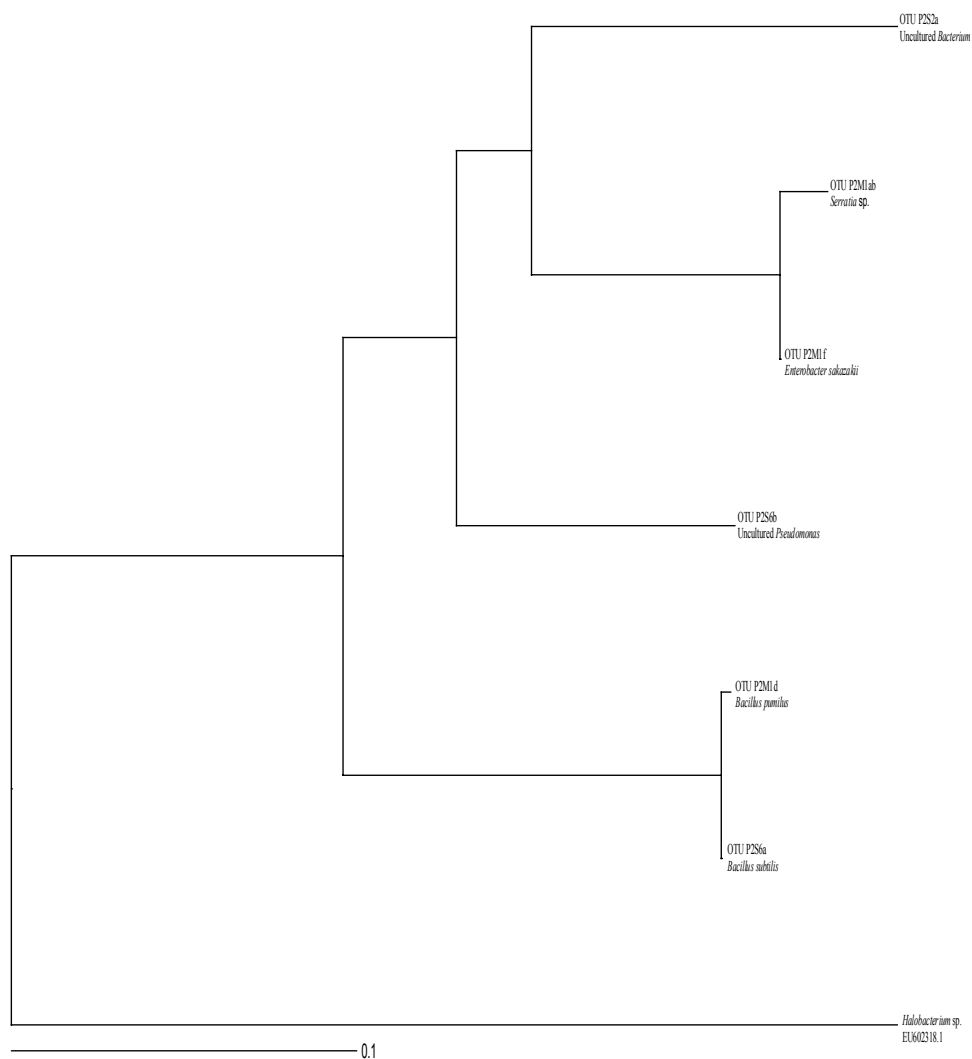 OTU P2S2a
Uncultured Bacterium
OTU P2M1ab
Serratia sp.
OTU P2M1f
Enterobacter sakazakii
OTU P2S6b
Uncultured Pseudomonas
OTU P2M1d
Bacillus pumilus
OTU P2S6a
Bacillus subtilis
Halobacterium sp.
EU602318.1
0.1